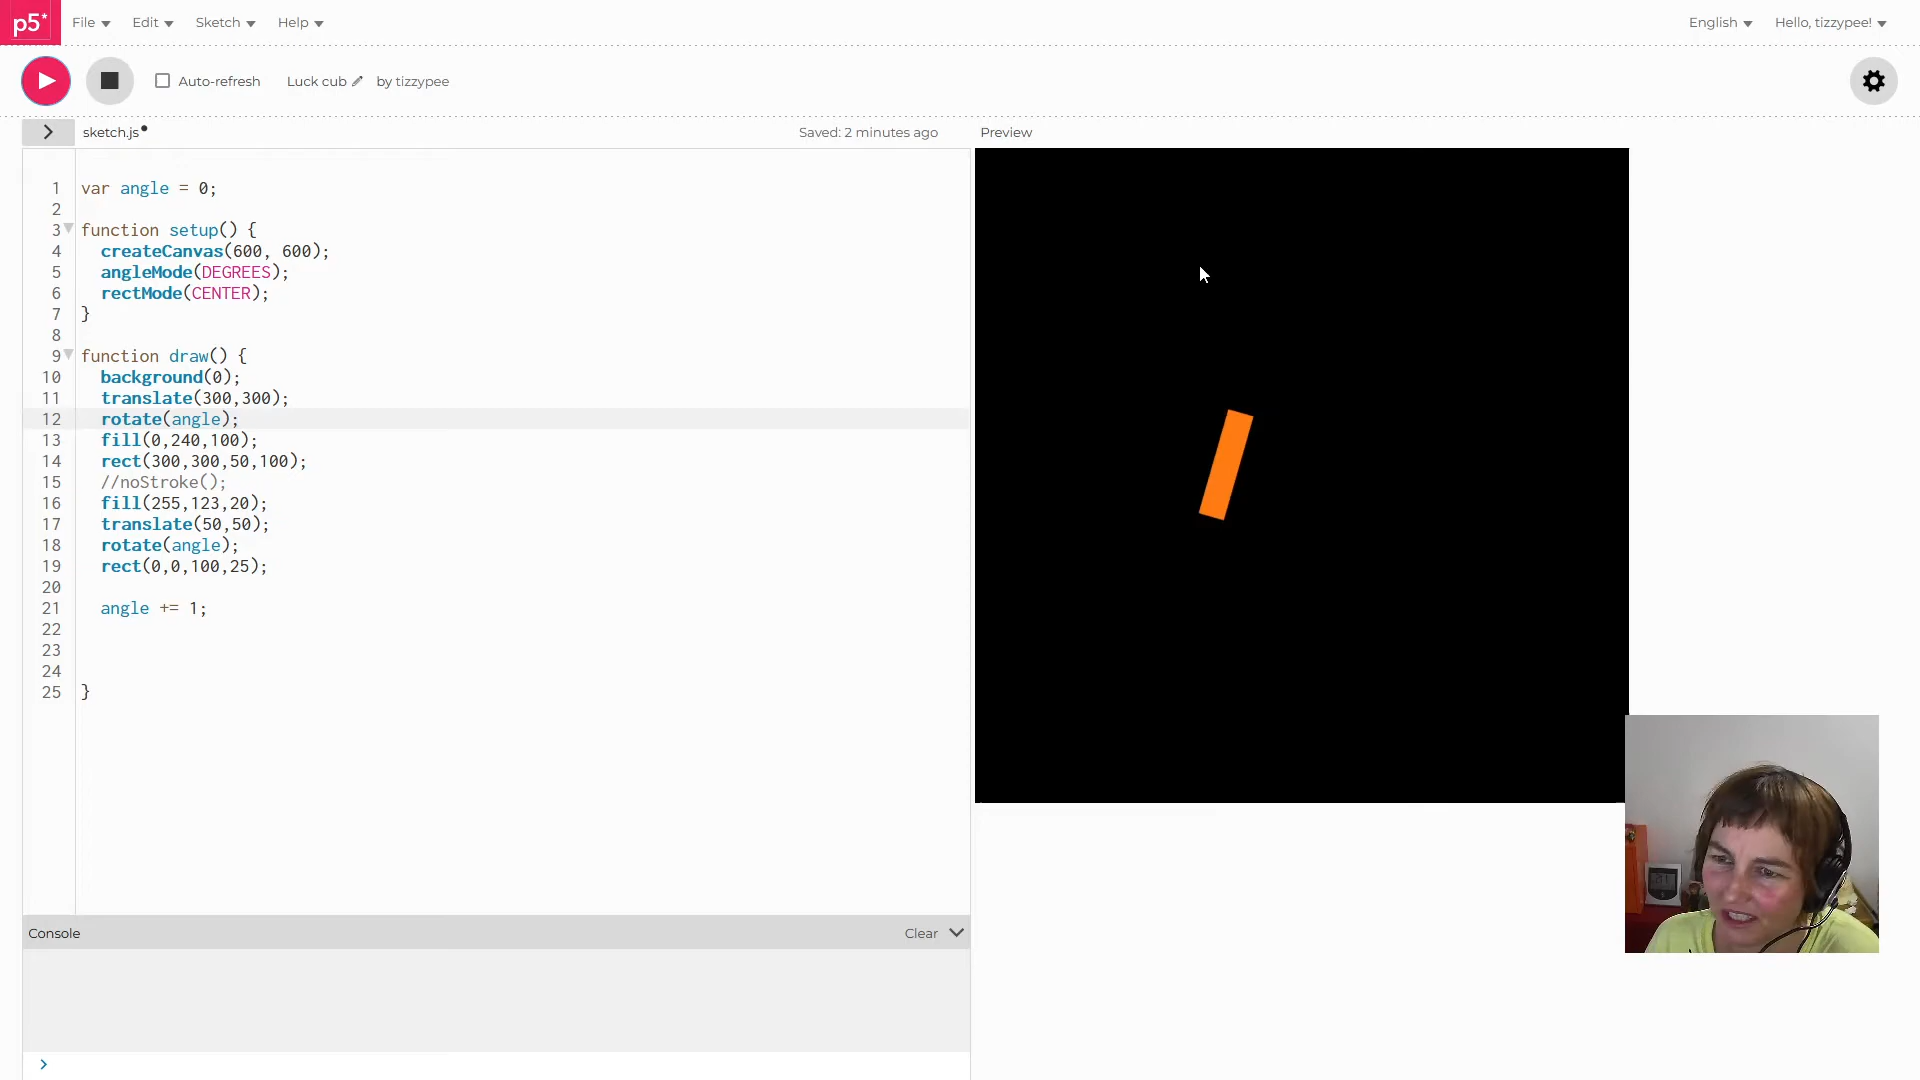 p5* File Edit Sketch Help English Hello, tizzypee!
Auto-refresh Luck cub by tizzypee
sketch.js Saved: 2 minutes ago Preview
1 var angle = 0;
2
3 function setup() {
4 createCanvas(600, 600);
5 angleMode(DEGREES);
6 rectMode(CENTER);
7 }
8
9 function draw() {
10 background(0);
11 translate(300,300);
12 rotate(angle);
13 fill(0,240,100);
14 rect(300,300,50,100);
15 //noStroke();
16 fill(255,123,20);
17 translate(50,50);
18 rotate(angle);
19 rect(0,0,100,25);
20
21 angle += 1;
22
23
24
25 }
Console Clear
>